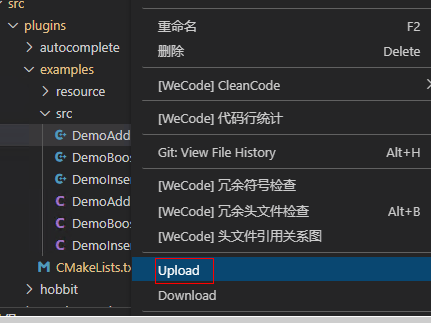 src
plugins
autocomplete
examples
resource
src
DemoAdd
DemoBoos
DemoInser
DemoAdd
DemoBoos
DemoInser
CMakeLists.tx
hobbit
重命名 F2
删除 Delete
[WeCode] CleanCode
[WeCode] 代码行统计
Git: View File History Alt+H
[WeCode] 冗余符号检查
[WeCode] 冗余头文件检查 Alt+B
[WeCode] 头文件引用关系图
Upload
Download